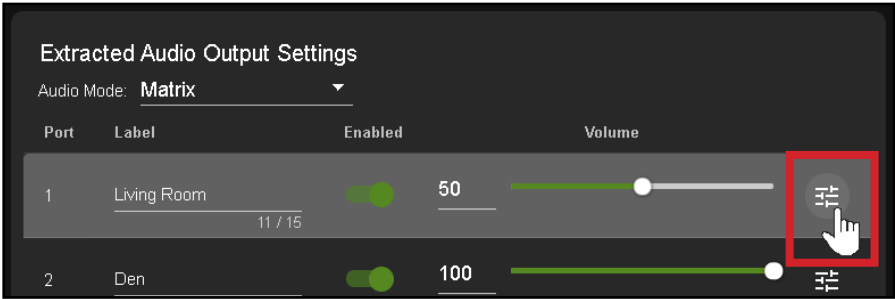 Extracted Audio Output Settings
Audio Mode: Matrix
Port Label Enabled Volume
1 Living Room 50
11 / 15
2 Den 100